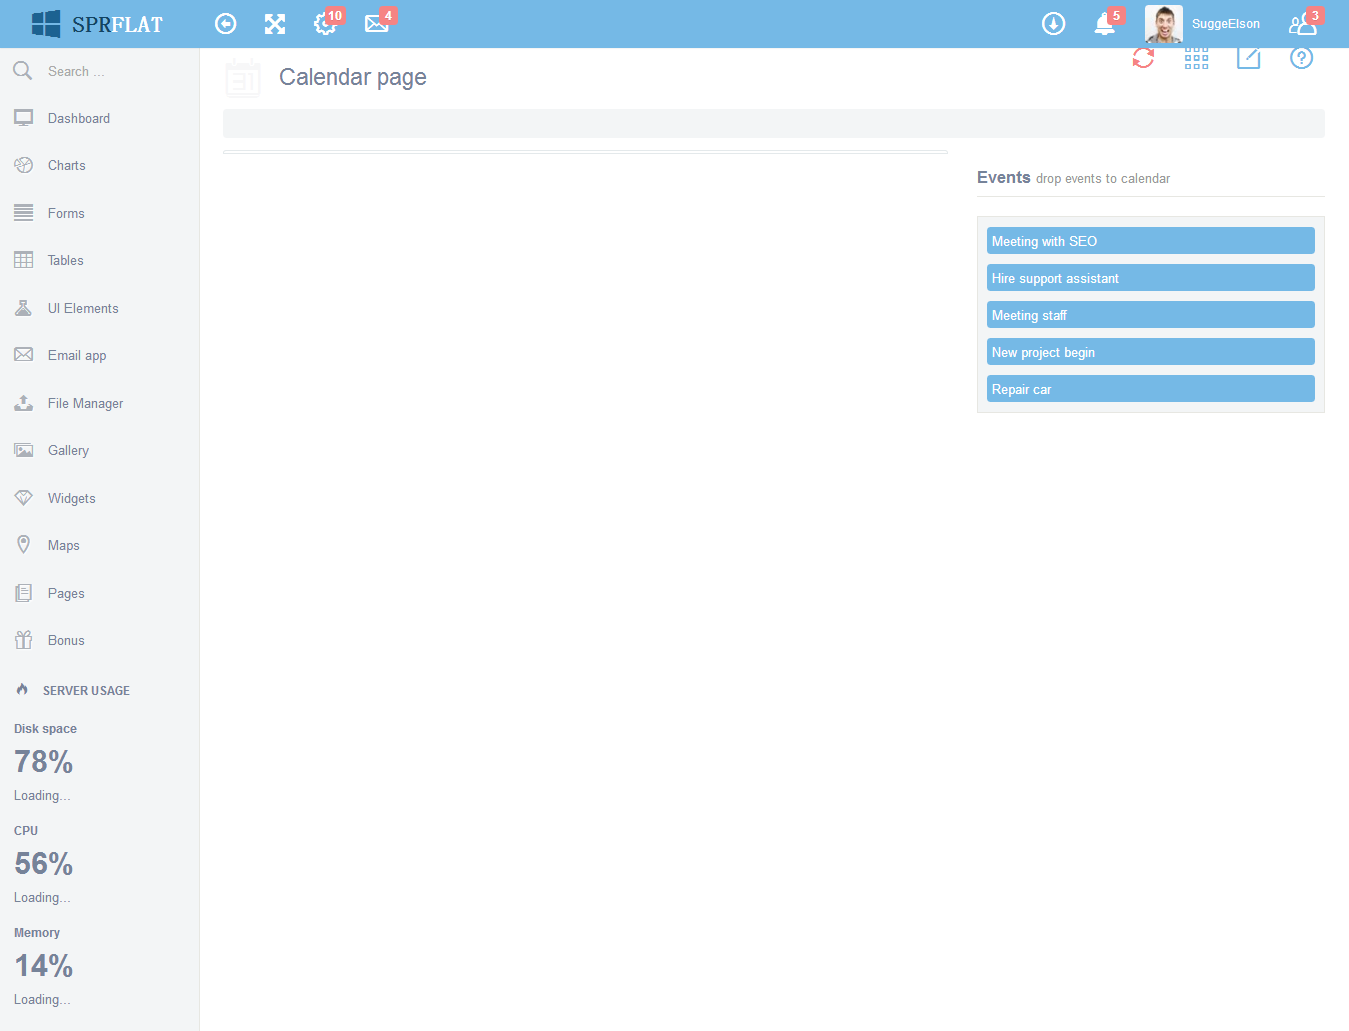 SPRFLAT
10
4
5
SuggeElson
3
Search ...
31
Calendar page
Dashboard
Charts
Forms
Tables
UI Elements
Email app
File Manager
Gallery
Widgets
Maps
Pages
Bonus
SERVER USAGE
Disk space
78%
Loading...
CPU
56%
Loading...
Memory
14%
Loading...
Events drop events to calendar
Meeting with SEO
Hire support assistant
Meeting staff
New project begin
Repair car